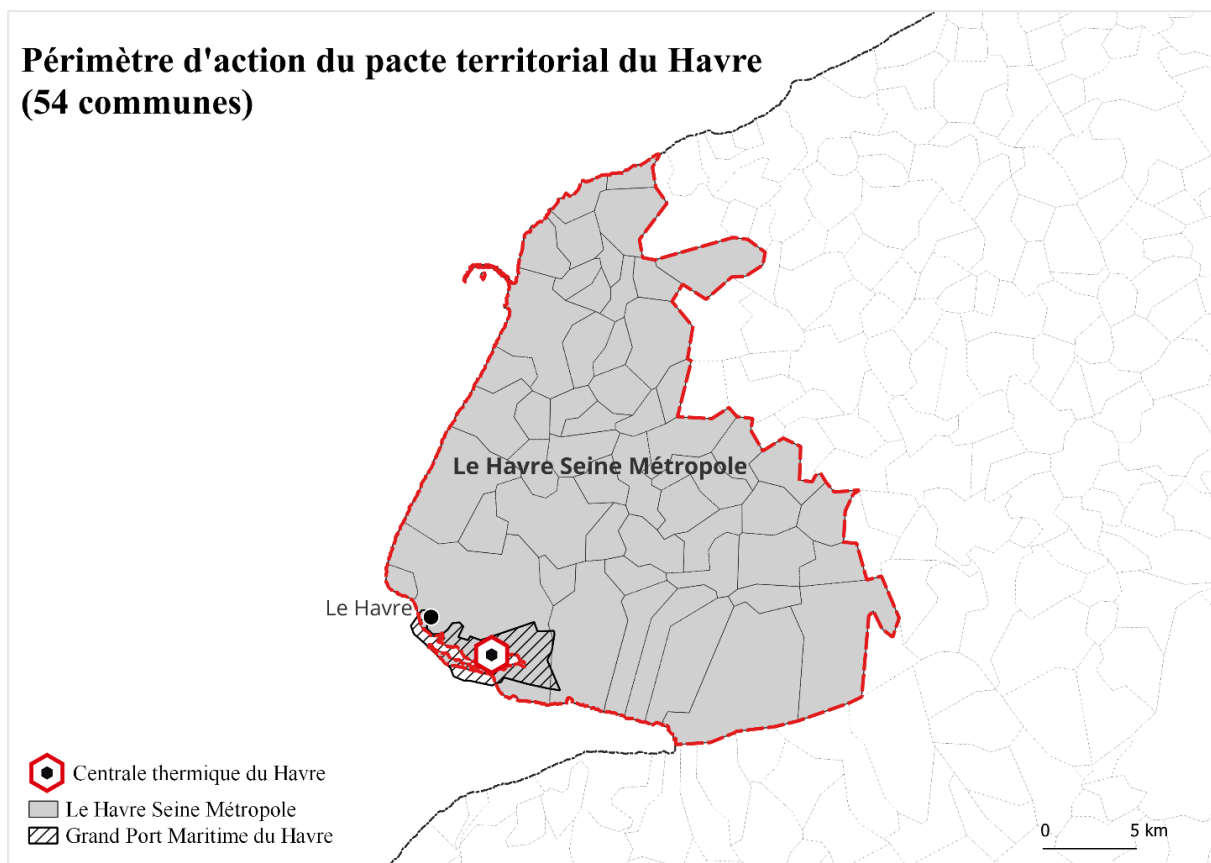 Périmètre d'action du pacte territorial du Havre
(54 communes)
Le Havre Seine Métropole
Le Havre
Centrale thermique du Havre
Le Havre Seine Métropole
Grand Port Maritime du Havre
0 5 km